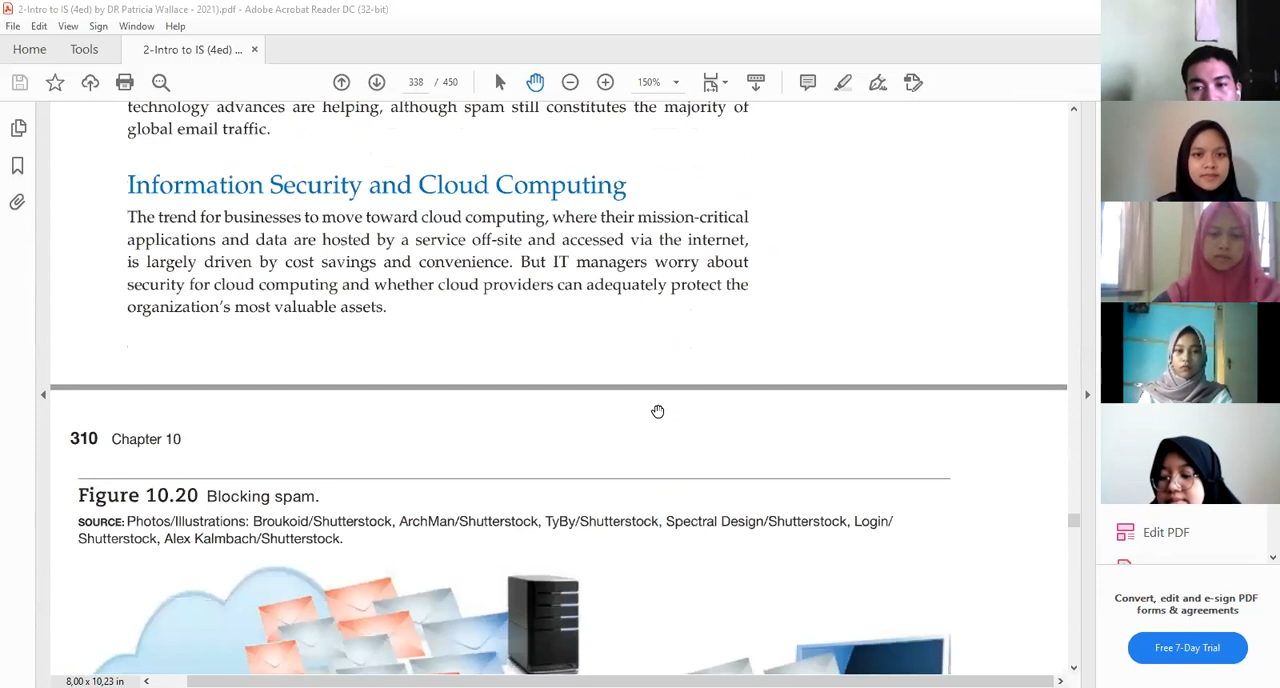 2-Intro to IS (4ed) by DR Patricia Wallace - 2021).pdf - Adobe Acrobat Reader DC (32-bit)
File Edit View Sign Window Help
Home Tools 2-Intro to IS (4ed) ... ×
338 / 450 150%
technology advances are helping, although spam still constitutes the majority of
global email traffic.
Information Security and Cloud Computing
The trend for businesses to move toward cloud computing, where their mission-critical
applications and data are hosted by a service off-site and accessed via the internet,
is largely driven by cost savings and convenience. But IT managers worry about
security for cloud computing and whether cloud providers can adequately protect the
organization's most valuable assets.
310 Chapter 10
Figure 10.20 Blocking spam.
SOURCE: Photos/Illustrations: Broukoid/Shutterstock, ArchMan/Shutterstock, TyBy/Shutterstock, Spectral Design/Shutterstock, Login/
Shutterstock, Alex Kalmbach/Shutterstock.
8,00 x 10,23 in
Edit PDF
Convert, edit and e-sign PDF
forms & agreements
Free 7-Day Trial